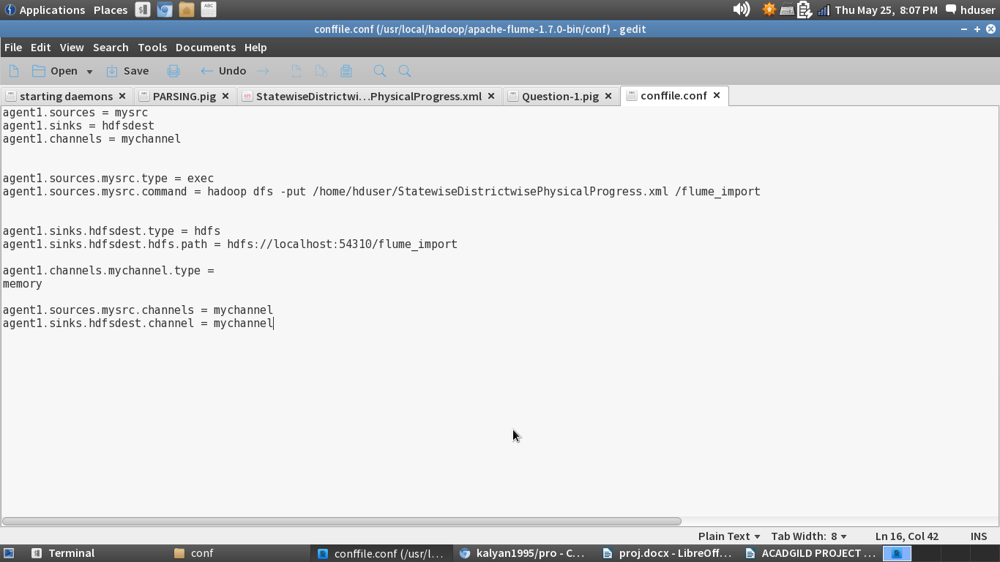 Applications Places Thu May 25, 8:07 PM hduser
conffile.conf (/usr/local/hadoop/apache-flume-1.7.0-bin/conf) - gedit
File Edit View Search Tools Documents Help
Open Save Undo
starting daemons PARSING.pig StatewiseDistrictwi...PhysicalProgress.xml Question-1.pig conffile.conf
agent1.sources = mysrc
agent1.sinks = hdfsdest
agent1.channels = mychannel
agent1.sources.mysrc.type = exec
agent1.sources.mysrc.command = hadoop dfs -put /home/hduser/StatewiseDistrictwisePhysicalProgress.xml /flume_import
agent1.sinks.hdfsdest.type = hdfs
agent1.sinks.hdfsdest.hdfs.path = hdfs://localhost:54310/flume_import
agent1.channels.mychannel.type =
memory
agent1.sources.mysrc.channels = mychannel
agent1.sinks.hdfsdest.channel = mychannel
Plain Text Tab Width: 8 Ln 16, Col 42 INS
Terminal conf conffile.conf (/usr/l... kalyan1995/pro - C... proj.docx - LibreOff... ACADGILD PROJECT ...